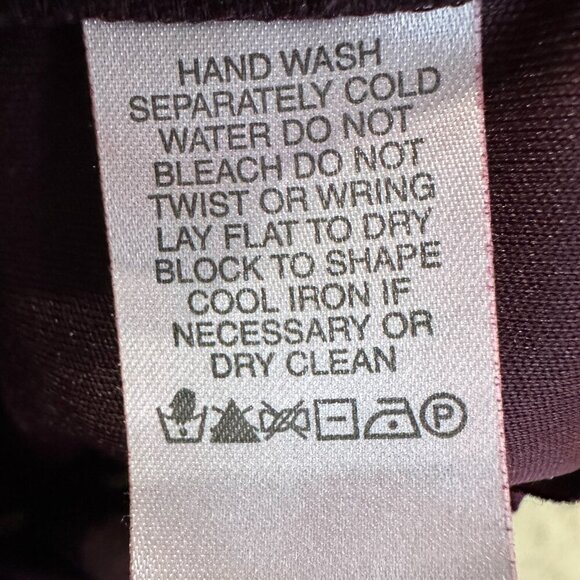 HAND WASH
SEPARATELY COLD
WATER DO NOT
BLEACH DO NOT
TWIST OR WRING
LAY FLAT TO DRY
BLOCK TO SHAPE
COOL IRON IF
NECESSARY OR
DRY CLEAN
P